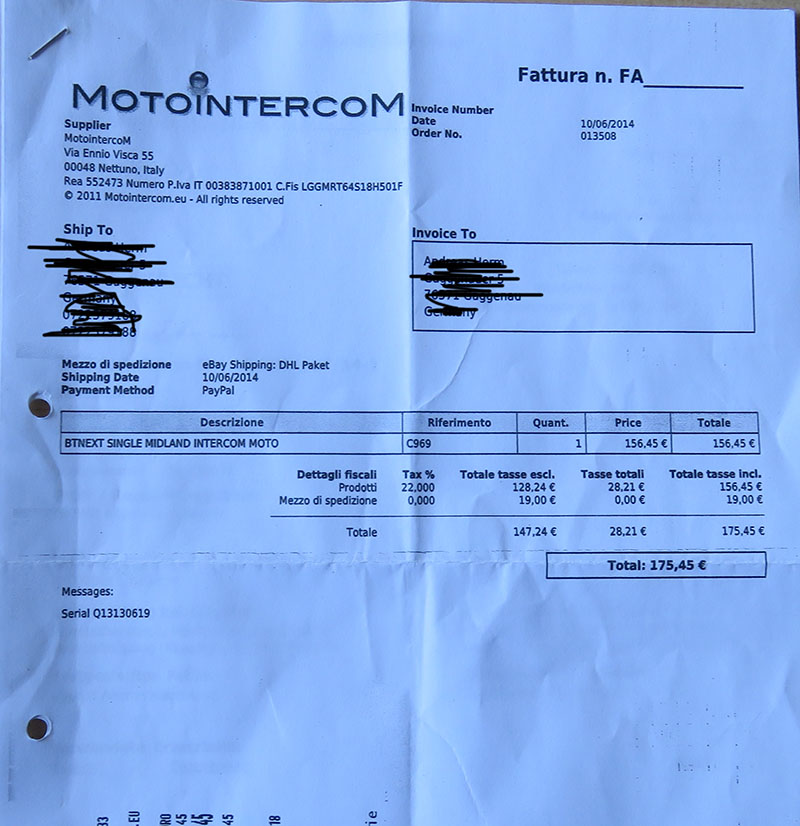 Fattura n. FA
MOTOINTERCOM
Supplier
MotointercoM
Via Ennio Visca 55
00048 Nettuno, Italy
Rea 552473 Numero P.Iva IT 00383871001 C.Fis LGGMRT64S18H501F
© 2011 Motointercom.eu - All rights reserved
Invoice Number
Date 10/06/2014
Order No. 013508
Ship To
Invoice To
Germany
Mezzo di spedizione eBay Shipping: DHL Paket
Shipping Date 10/06/2014
Payment Method PayPal
Descrizione Riferimento Quant. Price Totale
BTNEXT SINGLE MIDLAND INTERCOM MOTO C969 1 156,45 € 156,45 €
Dettagli fiscali Tax % Totale tasse escl. Tasse totali Totale tasse incl.
Prodotti 22,000 128,24 € 28,21 € 156,45 €
Mezzo di spedizione 0,000 19,00 € 0,00 € 19,00 €
Totale 147,24 € 28,21 € 175,45 €
Total: 175,45 €
Messages:
Serial Q13130619